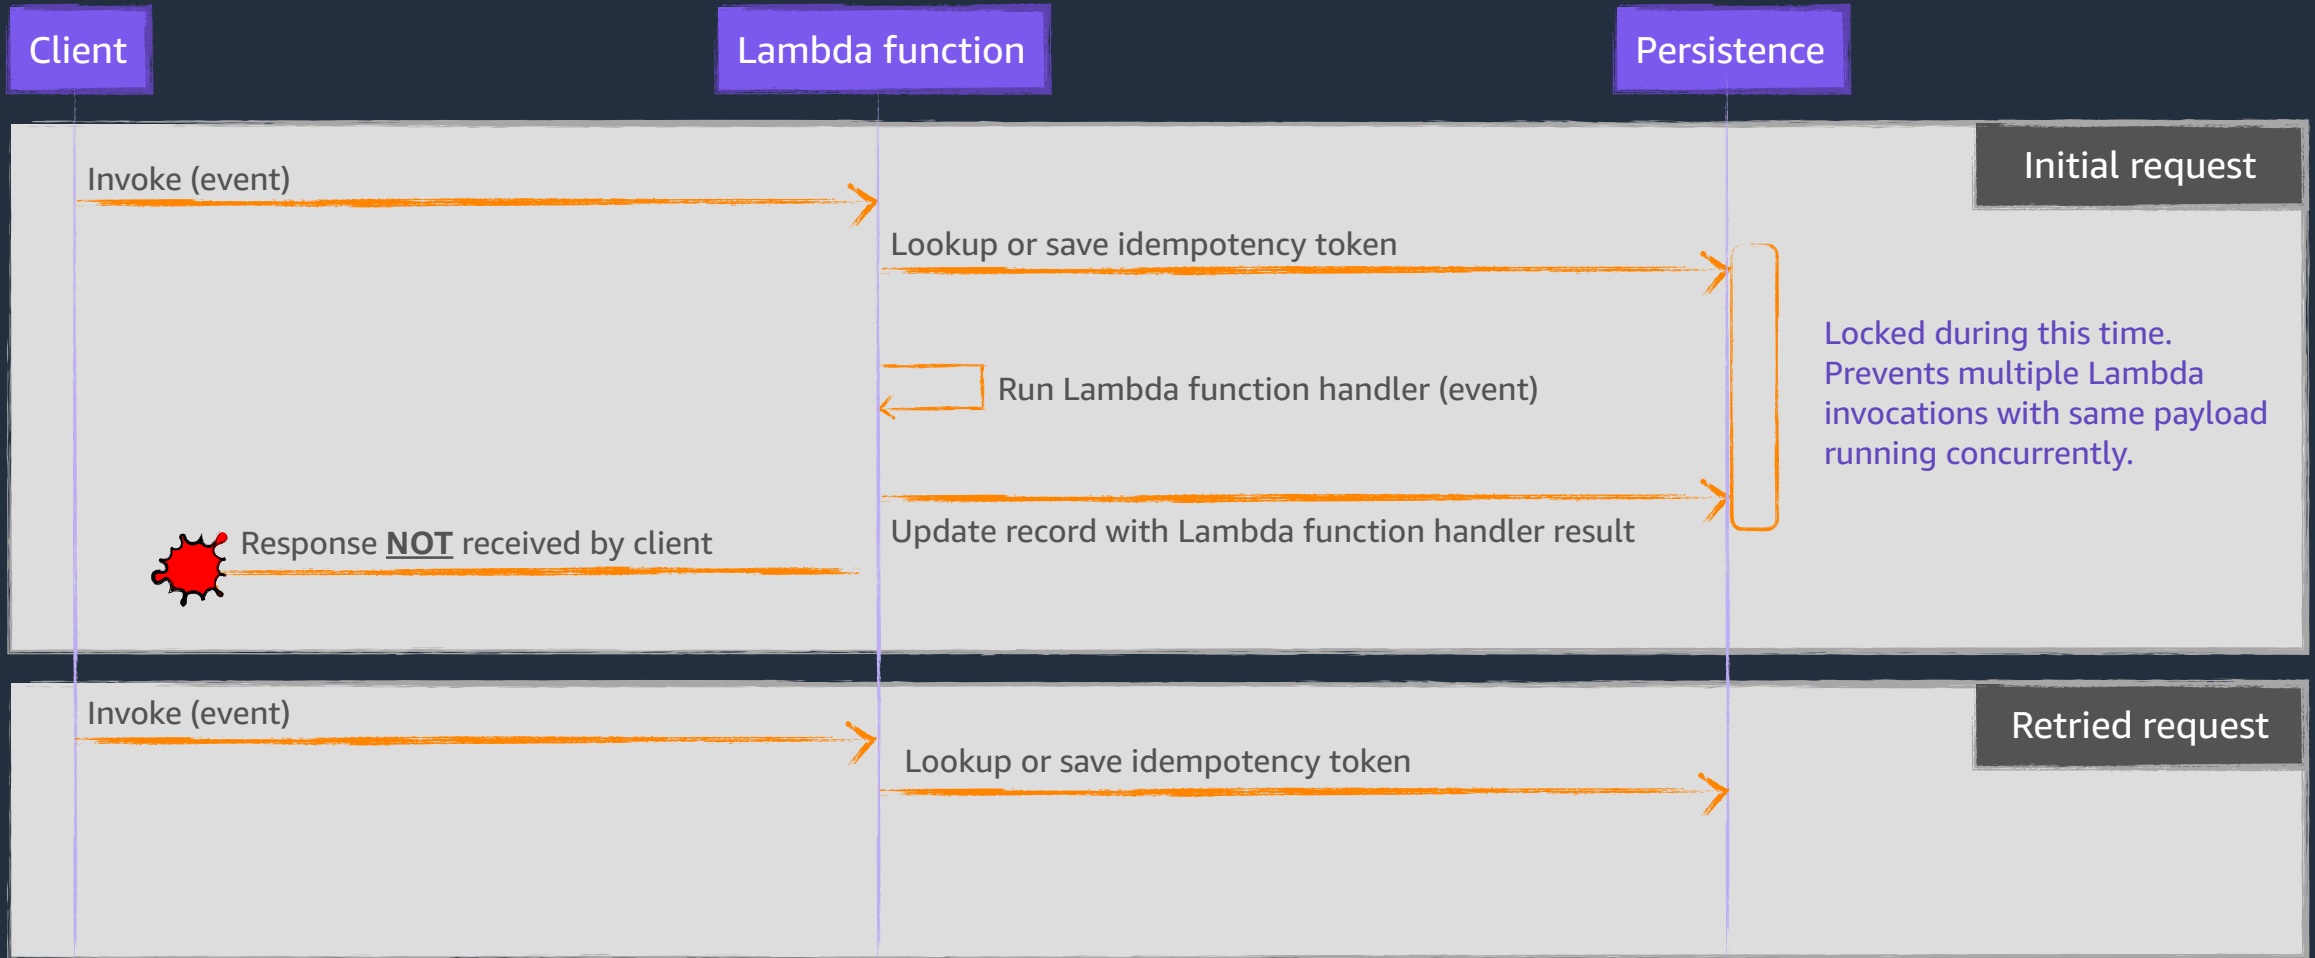 Client
Lambda function
Persistence
Initial request
Invoke (event)
Lookup or save idempotency token
Locked during this time.
Prevents multiple Lambda
invocations with same payload
running concurrently.
Run Lambda function handler (event)
Update record with Lambda function handler result
Response NOT received by client
Retried request
Invoke (event)
Lookup or save idempotency token